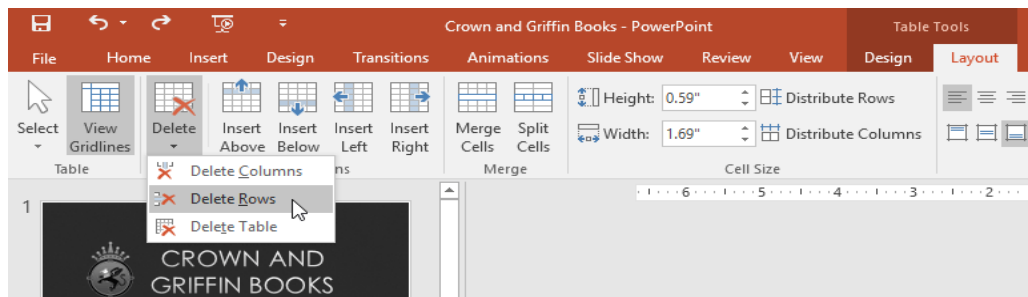 Crown and Griffin Books - PowerPoint
Table Tools
File Home Insert Design Transitions Animations Slide Show Review View Design Layout
Select
View Gridlines
Delete
Insert Above
Insert Below
Insert Left
Insert Right
Merge Cells
Split Cells
Height: 0.59"
Distribute Rows
Width: 1.69"
Distribute Columns
Table
ns
Merge
Cell Size
Delete Columns
Delete Rows
Delete Table
6 5 4 3 2
1
CROWN AND
GRIFFIN BOOKS